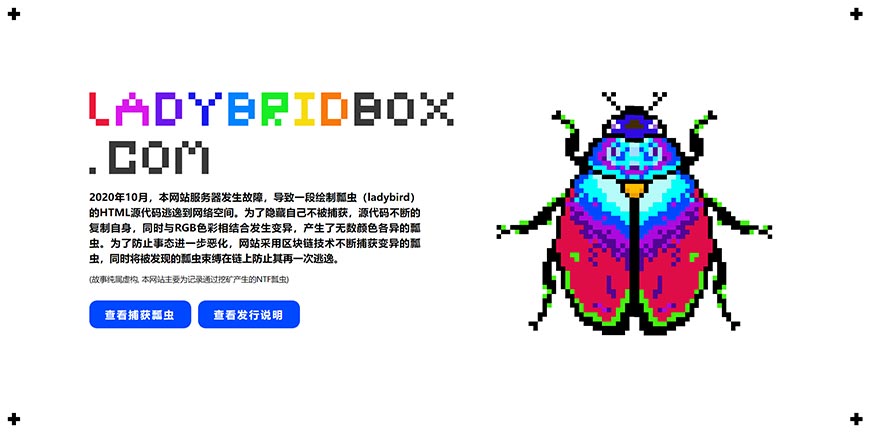 LADYBRIDBOX
.COM
2020年10月，本网站服务器发生故障，导致一段绘制瓢虫（ladybird）
的HTML源代码逃逸到网络空间。为了隐藏自己不被捕获，源代码不断的
复制自身，同时与RGB色彩相结合发生变异，产生了无数颜色各异的瓢
虫。为了防止事态进一步恶化，网站采用区块链技术不断捕获变异的瓢
虫，同时将被发现的瓢虫束缚在链上防止其再一次逃逸。
(故事纯属虚构, 本网站主要为记录通过挖矿产生的NTF瓢虫)
查看捕获瓢虫
查看发行说明